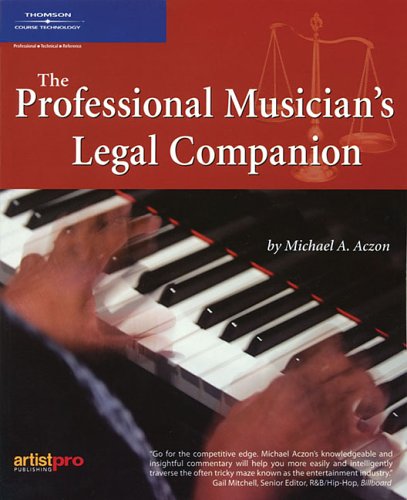 THOMSON
COURSE TECHNOLOGY
Professional ■ Technical ■ Reference
The
Professional Musician's
Legal Companion
by Michael A. Aczon
artistpro
PUBLISHING
"Go for the competitive edge. Michael Aczon's knowledgeable and
insightful commentary will help you more easily and intelligently
traverse the often tricky maze known as the entertainment industry."
Gail Mitchell, Senior Editor, R&B/Hip-Hop, Billboard